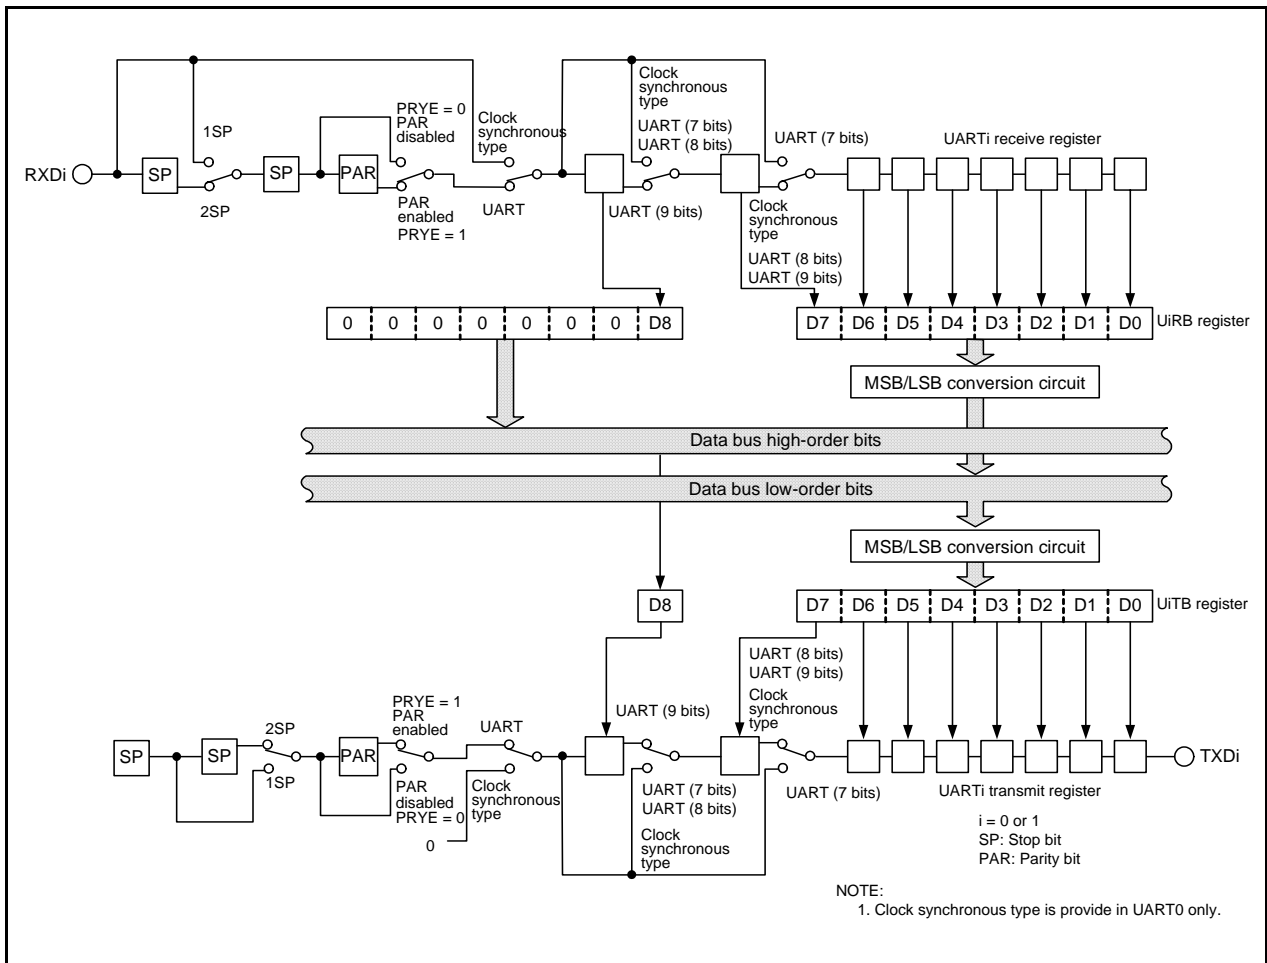 Clock
synchronous
type
PRYE = 0
PAR
disabled
Clock
synchronous
type
1SP
UART (7 bits)
UART (8 bits)
UART (7 bits)
UARTi receive register
RXDi
SP
SP
PAR
2SP
PAR
enabled
PRYE = 1
UART
UART (9 bits)
Clock
synchronous
type
UART (8 bits)
UART (9 bits)
0 0 0 0 0 0 0 D8
D7 D6 D5 D4 D3 D2 D1 D0
UiRB register
MSB/LSB conversion circuit
Data bus high-order bits
Data bus low-order bits
MSB/LSB conversion circuit
D8
D7 D6 D5 D4 D3 D2 D1 D0
UiTB register
UART (8 bits)
UART (9 bits)
Clock
synchronous
type
PRYE = 1
PAR
enabled
UART
UART (9 bits)
2SP
SP
SP
PAR
TXDi
1SP
PAR
disabled
PRYE = 0
Clock
synchronous
type
0
UART (7 bits)
UART (8 bits)
UART (7 bits)
Clock
synchronous
type
UARTi transmit register
i = 0 or 1
SP: Stop bit
PAR: Parity bit
NOTE:
1. Clock synchronous type is provide in UART0 only.